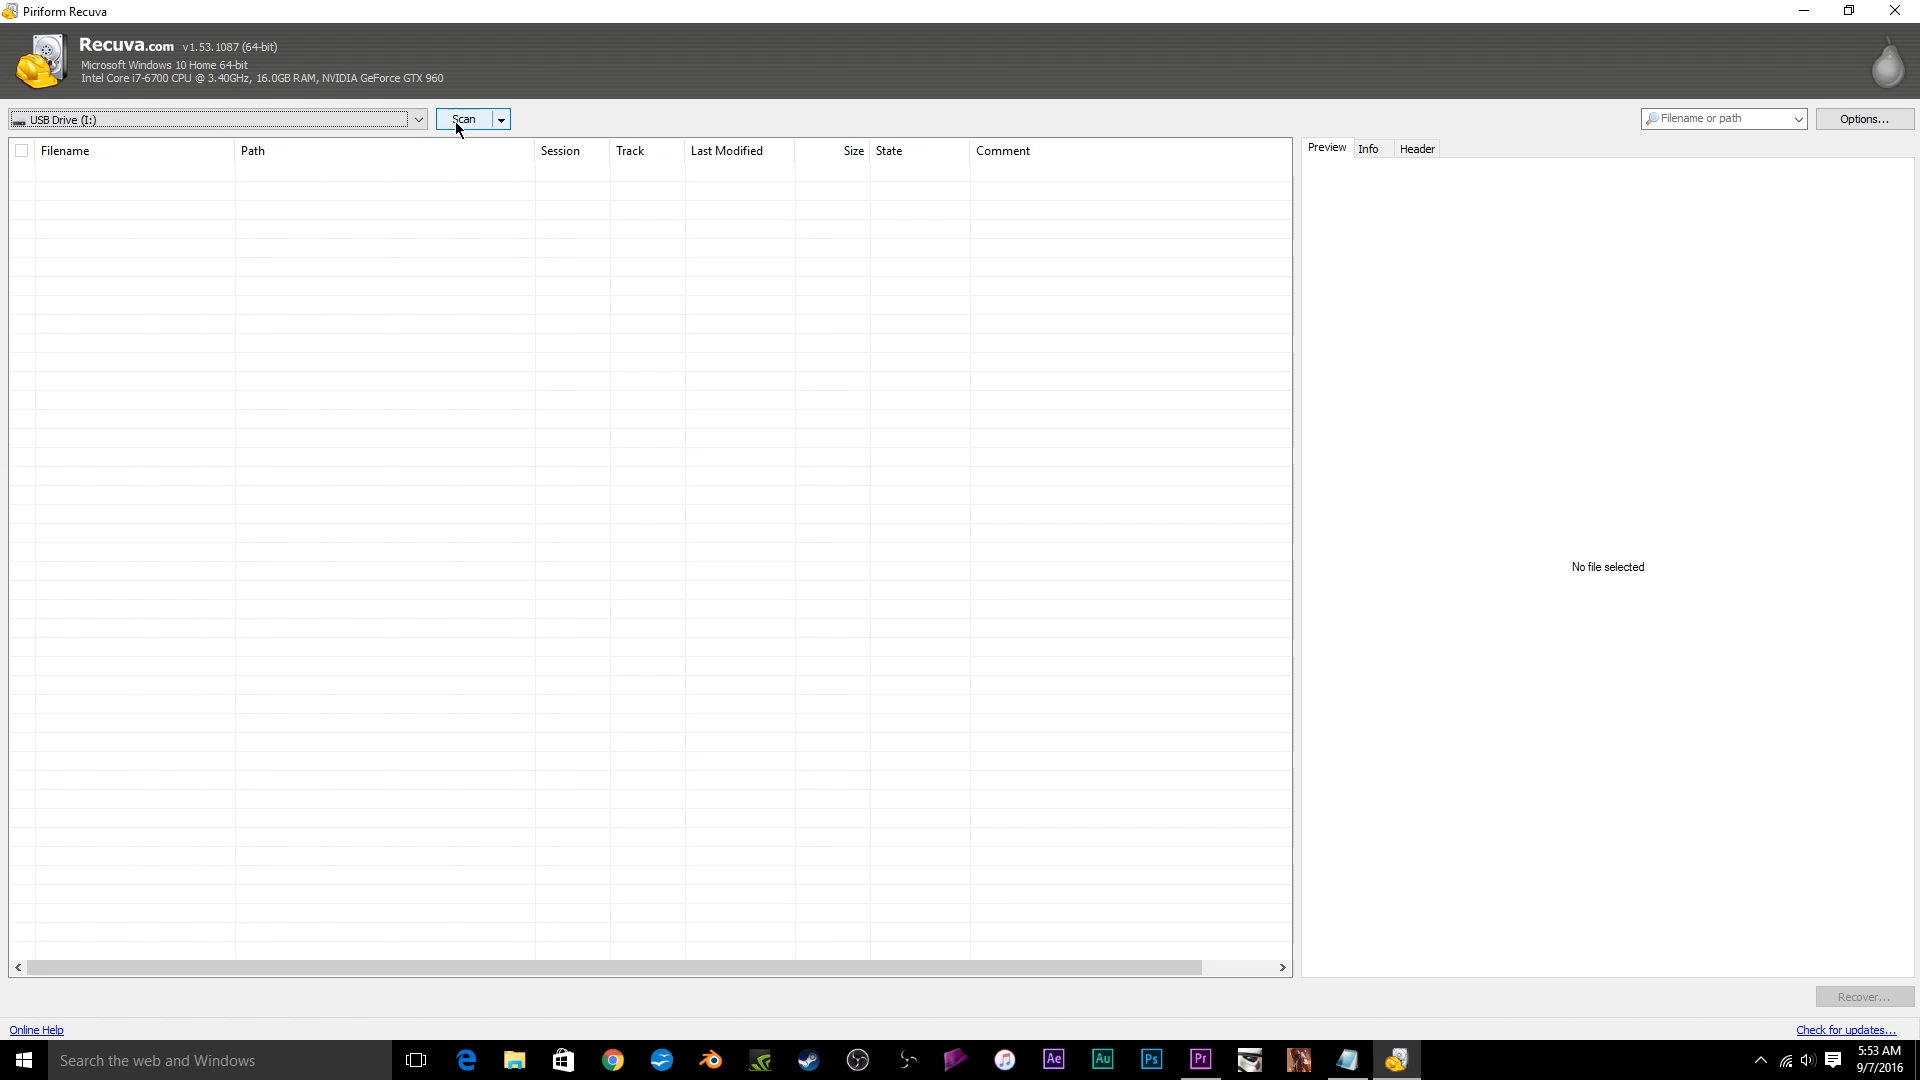 Piriform Recuva
Recuva.com v1.53.1087 (64-bit)
Microsoft Windows 10 Home 64-bit
Intel Core i7-6700 CPU @ 3.40GHz, 16.0GB RAM, NVIDIA GeForce GTX 960
USB Drive (I:)
Scan
Filename or path
Options...
Filename Path Session Track Last Modified Size State Comment
Preview Info Header
No file selected
Recover...
Online Help
Check for updates...
Search the web and Windows
Ae Au Ps Pr
5:53 AM
9/7/2016